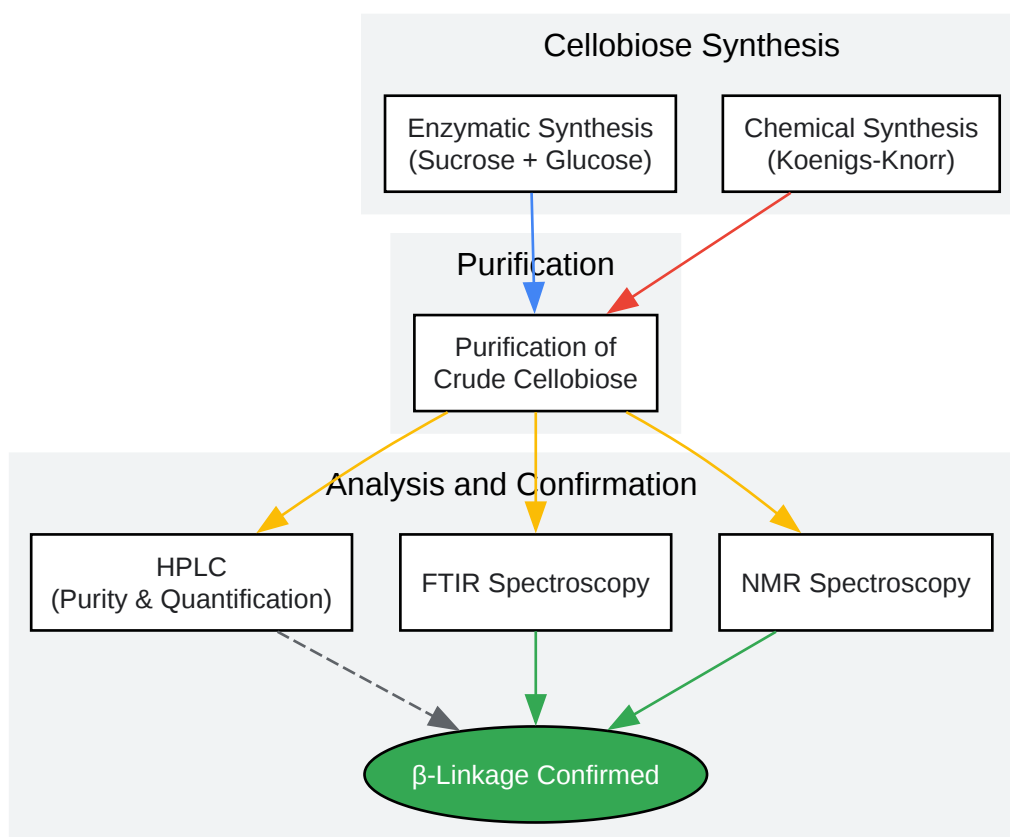 Cellobiose Synthesis
Enzymatic Synthesis
(Sucrose + Glucose)
Chemical Synthesis
(Koenigs-Knorr)
Purification
Purification of
Crude Cellobiose
Analysis and Confirmation
HPLC
(Purity & Quantification)
FTIR Spectroscopy
NMR Spectroscopy
β-Linkage Confirmed